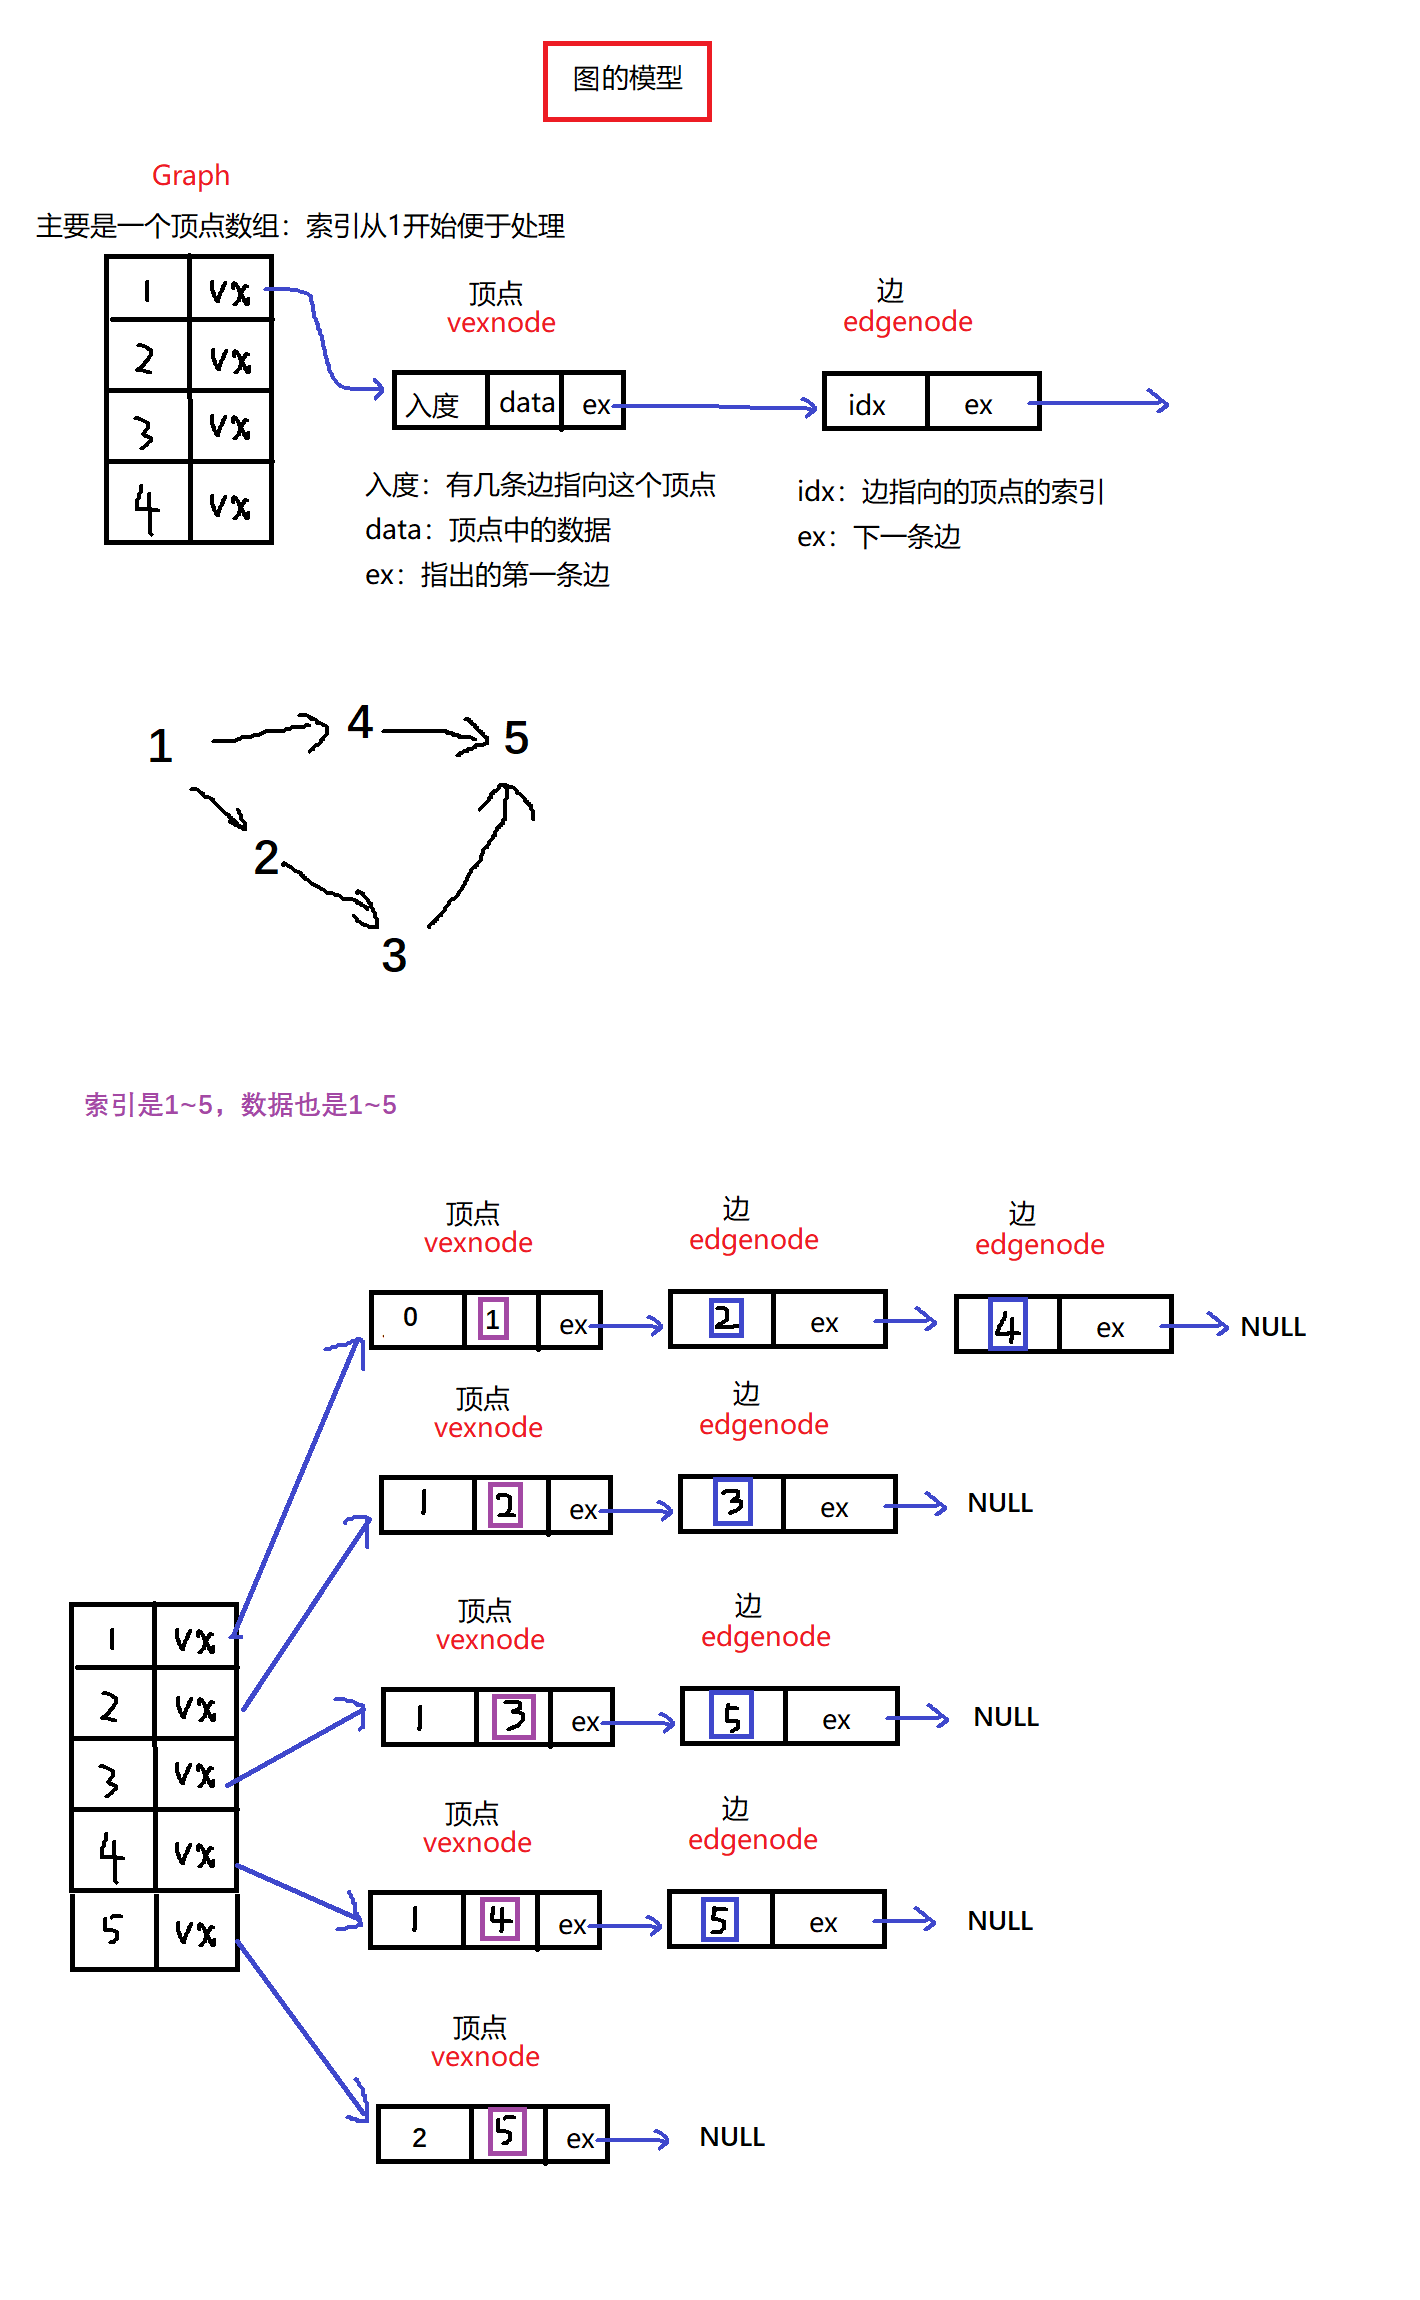 图的模型
Graph
主要是一个顶点数组：索引从1开始便于处理
1 vx
2 vx
3 vx
4 vx
顶点
vexnode
入度 data ex
入度：有几条边指向这个顶点
data：顶点中的数据
ex：指出的第一条边
边
edgenode
idx ex
idx：边指向的顶点的索引
ex：下一条边
1 4 5
2
3
索引是1~5，数据也是1~5
顶点 边 边
vexnode edgenode edgenode
0 1 ex 2 ex 4 ex NULL
顶点 边
vexnode edgenode
1 2 ex 3 ex NULL
顶点 边
vexnode edgenode
1 3 ex 5 ex NULL
顶点 边
vexnode edgenode
1 4 ex 5 ex NULL
顶点
vexnode
2 5 ex NULL
1 vx
2 vx
3 vx
4 vx
5 vx